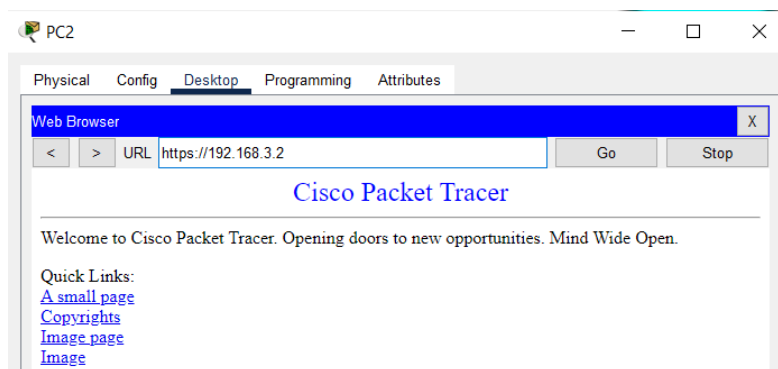 PC2
Physical Config Desktop Programming Attributes
Web Browser X
< > URL https://192.168.3.2 Go Stop
Cisco Packet Tracer
Welcome to Cisco Packet Tracer. Opening doors to new opportunities. Mind Wide Open.
Quick Links:
A small page
Copyrights
Image page
Image